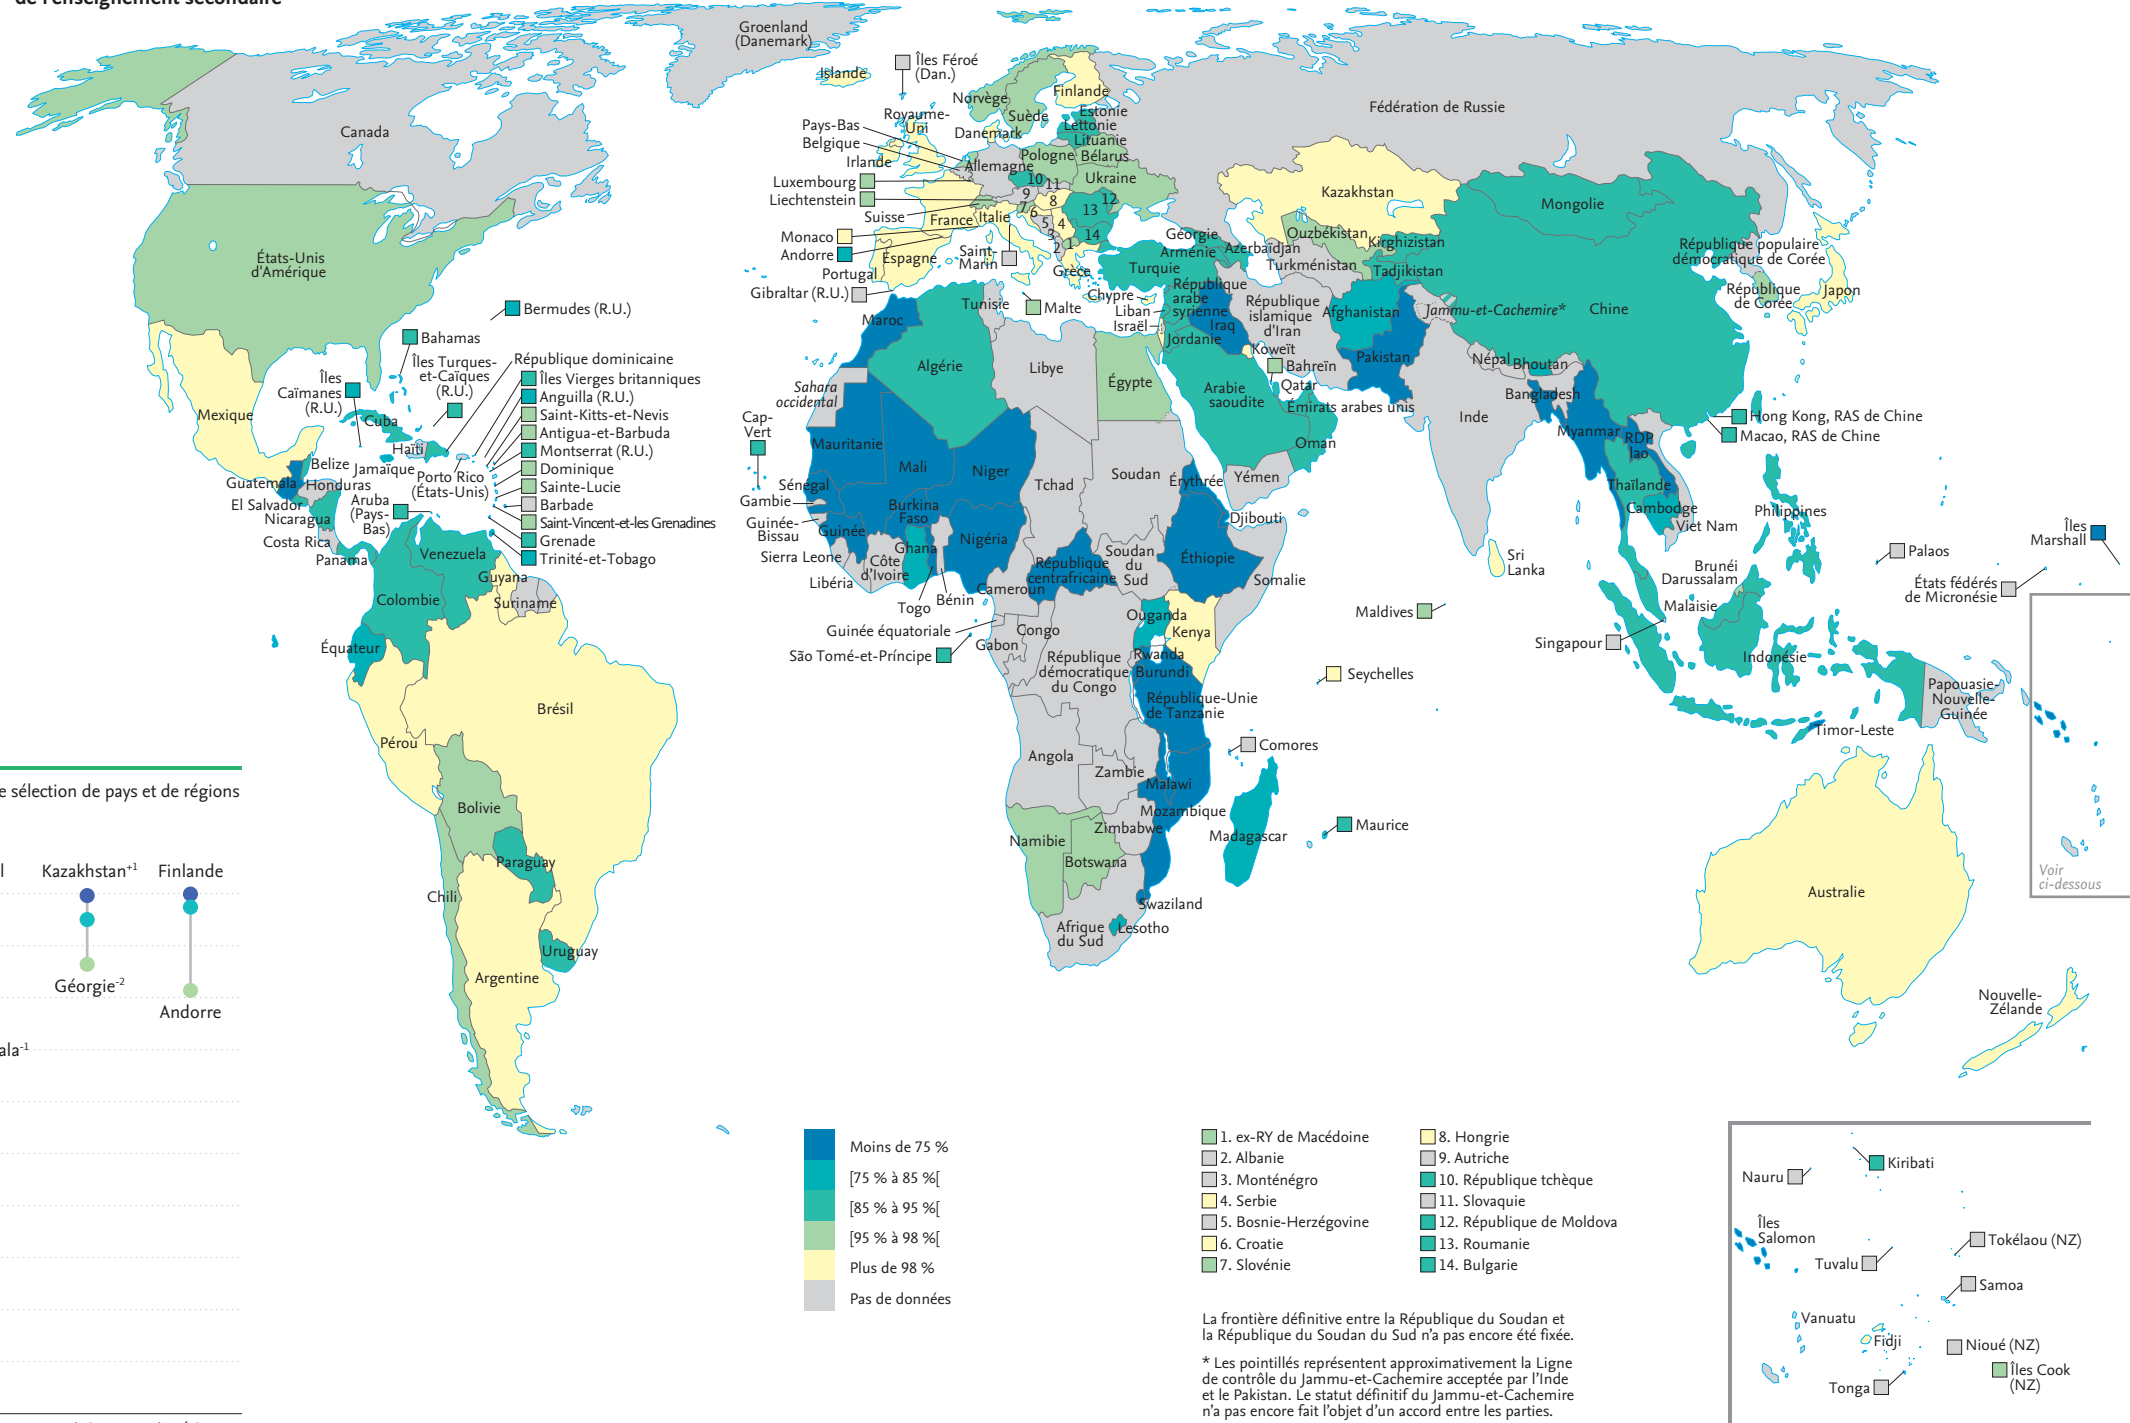 de l'enseignement secondaire
Groenland
(Danemark)
Îles Féroé
(Dan.)
Islande
Finlande
Norvège
Suède
Fédération de Russie
Canada
Royaume-
Uni
Danemark
Estonie
Lettonie
Lituanie
Pays-Bas
Belgique
Irlande
Allemagne
Pologne
Bélarus
Luxembourg
Liechtenstein
Suisse
France
Italie
Ukraine
10
11
9
8
7
6
5
4
3
2
1
12
13
14
Kazakhstan
Mongolie
Monaco
Andorre
Portugal
Espagne
Saint-
Marin
Grèce
Gibraltar (R.U.)
Géorgie
Arménie
Azerbaïdjan
Turquie
Ouzbékistan
Kirghizistan
Turkménistan
Tadjikistan
République populaire
démocratique de Corée
République
de Corée
Japon
États-Unis
d'Amérique
Bermudes (R.U.)
Bahamas
Îles Turques-
et-Caïques
(R.U.)
République dominicaine
Îles Vierges britanniques
Anguilla (R.U.)
Saint-Kitts-et-Nevis
Antigua-et-Barbuda
Montserrat (R.U.)
Dominique
Sainte-Lucie
Barbade
Saint-Vincent-et-les Grenadines
Grenade
Trinité-et-Tobago
Îles
Caïmanes
(R.U.)
Cuba
Haïti
Jamaïque
Porto Rico
(États-Unis)
Aruba
(Pays-
Bas)
Mexique
Belize
Guatemala
Honduras
El Salvador
Nicaragua
Costa Rica
Panama
Venezuela
Guyana
Suriname
Colombie
Équateur
Pérou
Brésil
Bolivie
Paraguay
Chili
Uruguay
Argentine
Maroc
Tunisie
Malte
Chypre
Liban
Israël
République
arabe
syrienne
Iraq
Jordanie
République
islamique
d'Iran
Afghanistan
Jammu-et-Cachemire*
Chine
Koweït
Bahreïn
Qatar
Émirats arabes unis
Pakistan
Népal
Bhoutan
Bangladesh
Inde
Algérie
Libye
Égypte
Sahara
occidental
Arabie
saoudite
Oman
Yémen
Cap-
Vert
Mauritanie
Mali
Niger
Tchad
Soudan
Érythrée
Djibouti
Sénégal
Gambie
Guinée-
Bissau
Guinée
Sierra Leone
Libéria
Côte
d'Ivoire
Burkina
Faso
Ghana
Togo
Bénin
Nigéria
Cameroun
République
centrafricaine
Soudan
du
Sud
Éthiopie
Somalie
Guinée équatoriale
São Tomé-et-Príncipe
Gabon
Congo
République
démocratique
du Congo
Ouganda
Kenya
Rwanda
Burundi
République-Unie
de Tanzanie
Angola
Zambie
Malawi
Mozambique
Zimbabwe
Namibie
Botswana
Swaziland
Lesotho
Afrique
du Sud
Comores
Madagascar
Maurice
Seychelles
Maldives
Sri
Lanka
Myanmar
RDP
lao
Thaïlande
Cambodge
Viet Nam
Hong Kong, RAS de Chine
Macao, RAS de Chine
Philippines
Brunéi
Darussalam
Malaisie
Singapour
Indonésie
Timor-Leste
Papouasie-
Nouvelle-
Guinée
Palaos
États fédérés
de Micronésie
Îles
Marshall
Voir
ci-dessous
Australie
Nouvelle-
Zélande
e sélection de pays et de régions
l
Kazakhstan+1
Finlande
Géorgie-2
Andorre
ala-1
Moins de 75 %
[75 % à 85 %[
[85 % à 95 %[
[95 % à 98 %[
Plus de 98 %
Pas de données
1. ex-RY de Macédoine
2. Albanie
3. Monténégro
4. Serbie
5. Bosnie-Herzégovine
6. Croatie
7. Slovénie
8. Hongrie
9. Autriche
10. République tchèque
11. Slovaquie
12. République de Moldova
13. Roumanie
14. Bulgarie
La frontière définitive entre la République du Soudan et
la République du Soudan du Sud n'a pas encore été fixée.
* Les pointillés représentent approximativement la Ligne
de contrôle du Jammu-et-Cachemire acceptée par l'Inde
et le Pakistan. Le statut définitif du Jammu-et-Cachemire
n'a pas encore fait l'objet d'un accord entre les parties.
Nauru
Kiribati
Îles
Salomon
Tuvalu
Tokélaou (NZ)
Samoa
Vanuatu
Fidji
Nioué (NZ)
Îles Cook
(NZ)
Tonga